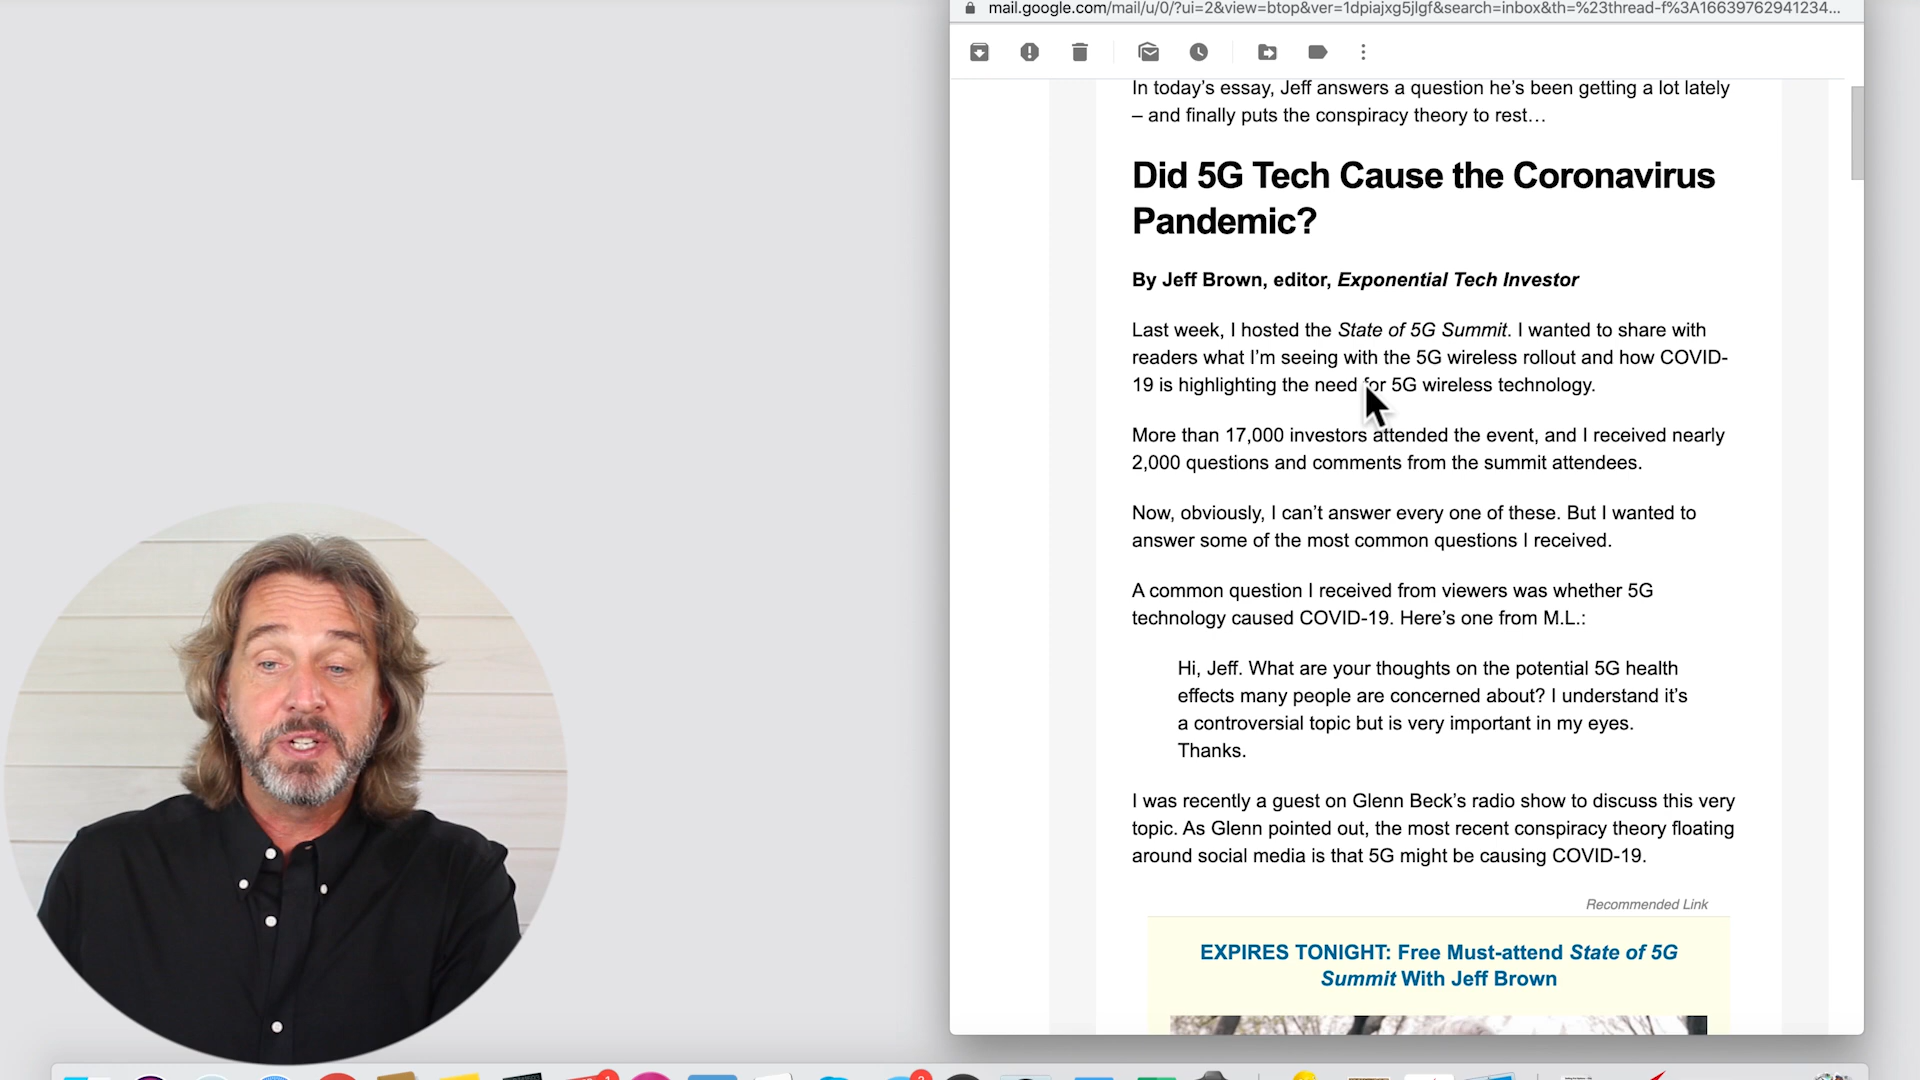 mail.google.com/mail/u/0/?ui=2&view=btop&ver=1dpiajxg5jlgf&search=inbox&th=%23thread-f%3A16639762941234...
In today's essay, Jeff answers a question he's been getting a lot lately
– and finally puts the conspiracy theory to rest…
Did 5G Tech Cause the Coronavirus
Pandemic?
By Jeff Brown, editor, Exponential Tech Investor
Last week, I hosted the State of 5G Summit. I wanted to share with
readers what I'm seeing with the 5G wireless rollout and how COVID-
19 is highlighting the need for 5G wireless technology.
More than 17,000 investors attended the event, and I received nearly
2,000 questions and comments from the summit attendees.
Now, obviously, I can't answer every one of these. But I wanted to
answer some of the most common questions I received.
A common question I received from viewers was whether 5G
technology caused COVID-19. Here's one from M.L.:
Hi, Jeff. What are your thoughts on the potential 5G health
effects many people are concerned about? I understand it's
a controversial topic but is very important in my eyes.
Thanks.
I was recently a guest on Glenn Beck's radio show to discuss this very
topic. As Glenn pointed out, the most recent conspiracy theory floating
around social media is that 5G might be causing COVID-19.
Recommended Link
EXPIRES TONIGHT: Free Must-attend State of 5G
Summit With Jeff Brown